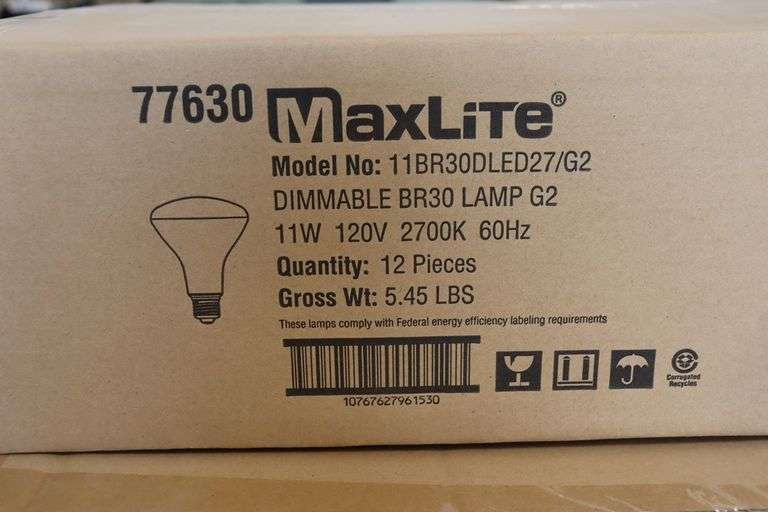 77630 MAXLITE®
Model No: 11BR30DLED27/G2
DIMMABLE BR30 LAMP G2
11W 120V 2700K 60Hz
Quantity: 12 Pieces
Gross Wt: 5.45 LBS
These lamps comply with Federal energy efficiency labeling requirements
10767627961530
Corrugated
Recycles